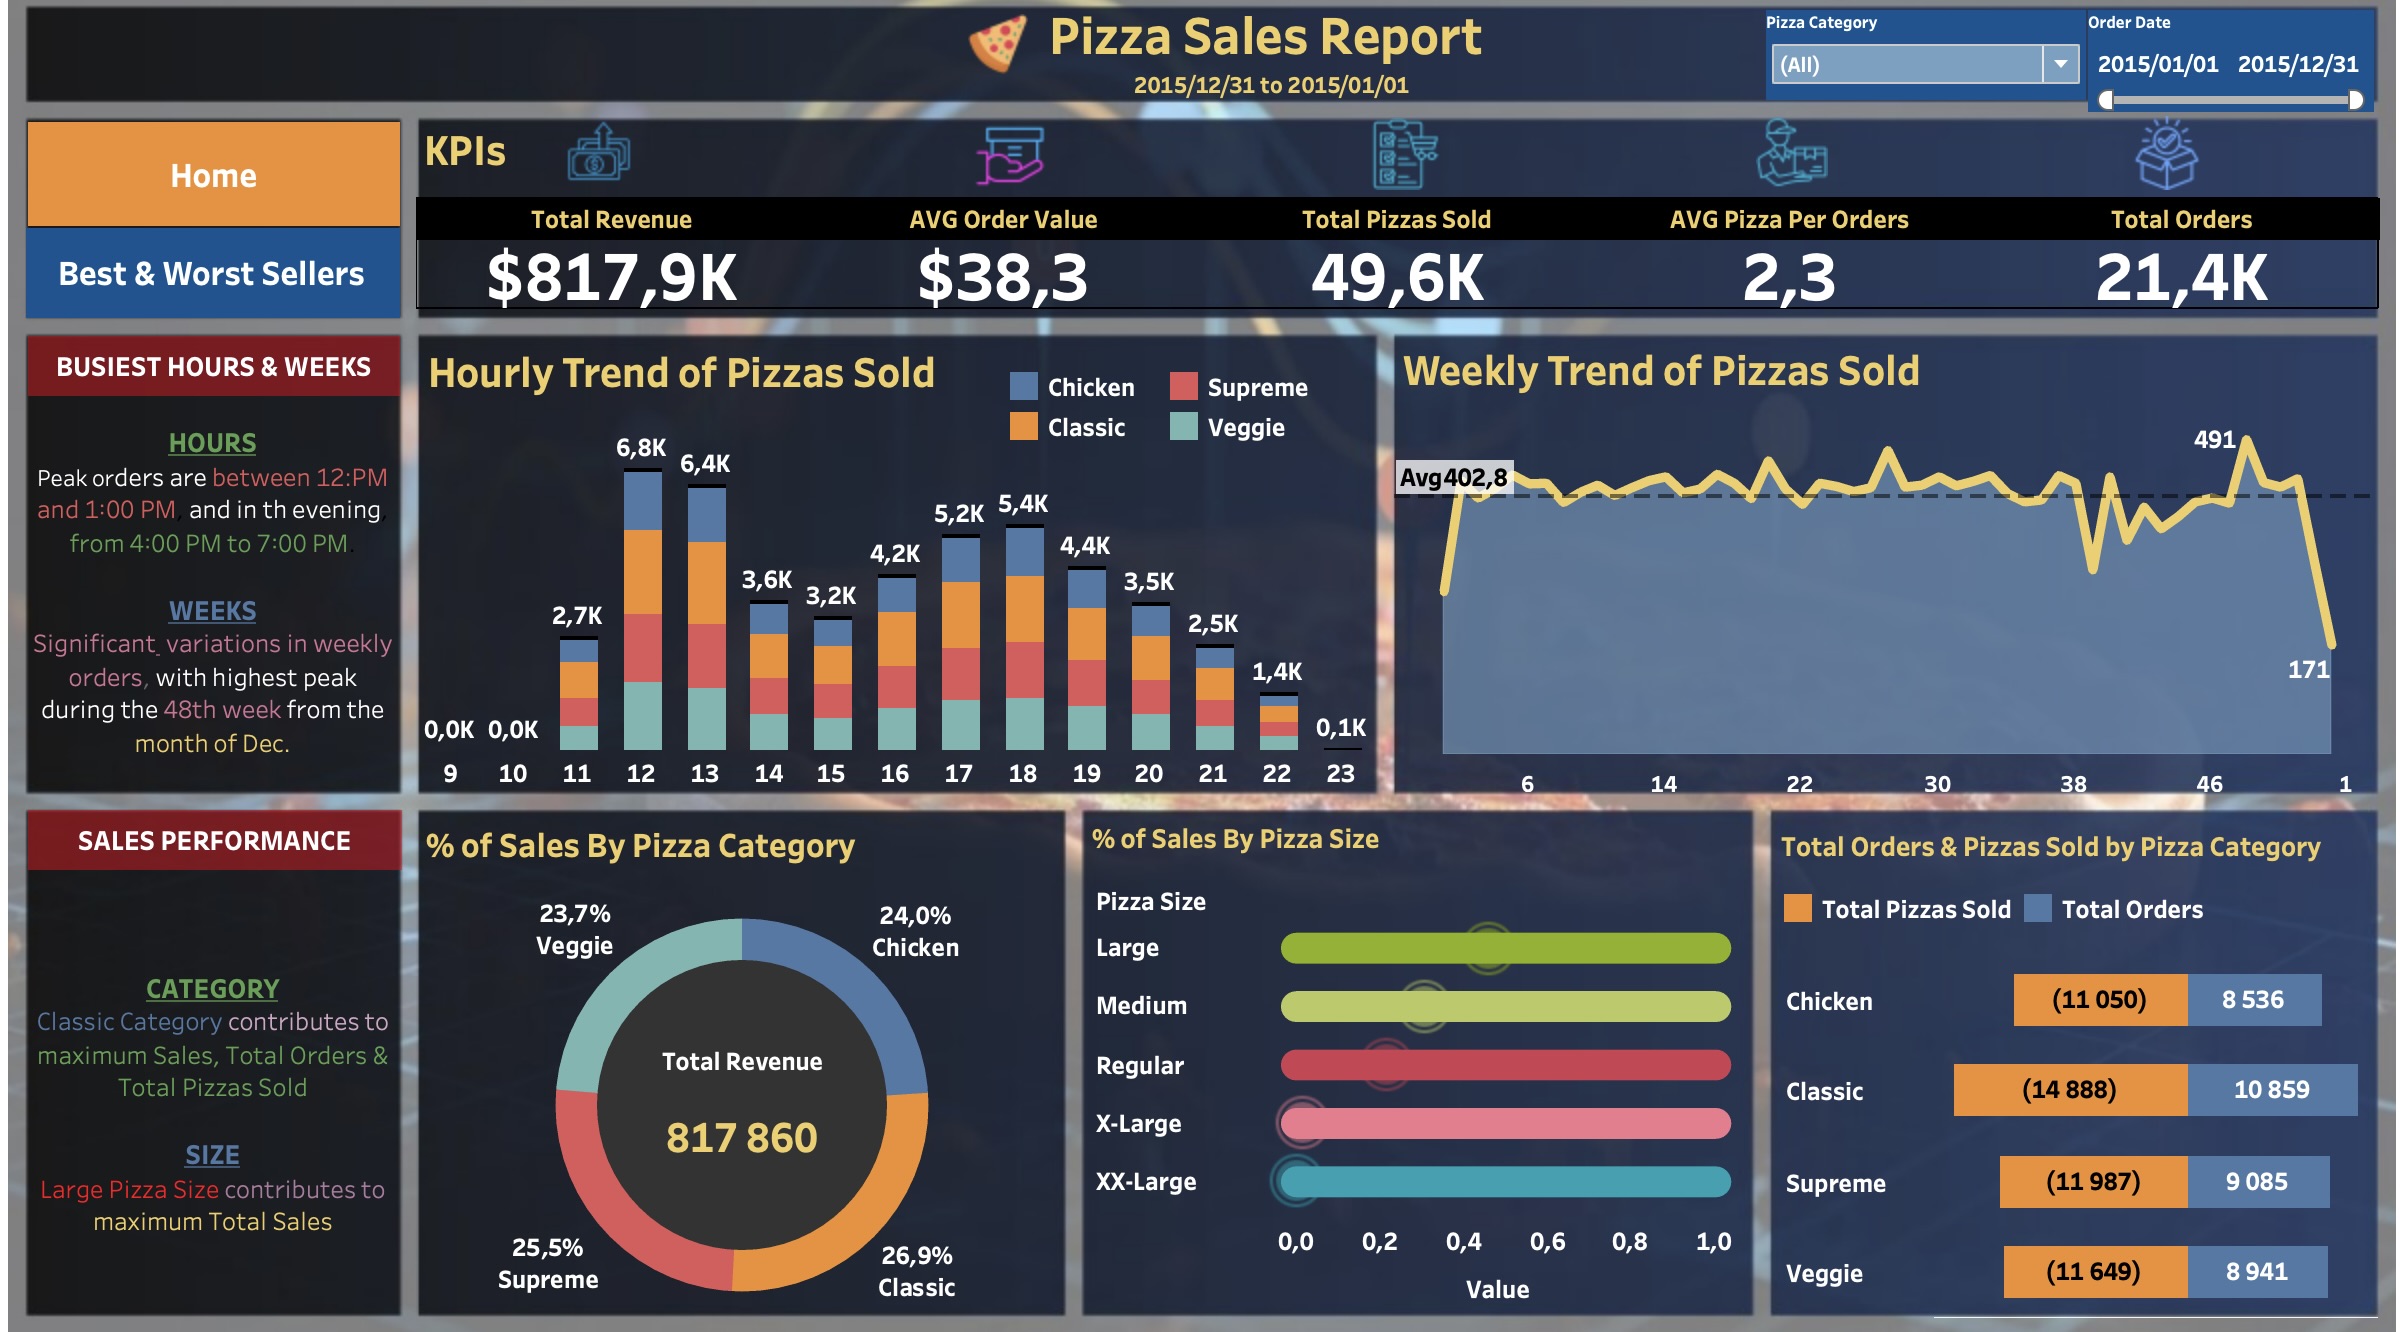 Pizza Sales Report
2015/12/31 to 2015/01/01
Pizza Category
(All)
Order Date
2015/01/01 2015/12/31
Home
Best & Worst Sellers
KPIs
Total Revenue
AVG Order Value
Total Pizzas Sold
AVG Pizza Per Orders
Total Orders
$817,9K
$38,3
49,6K
2,3
21,4K
BUSIEST HOURS & WEEKS
HOURS
Peak orders are between 12:PM
and 1:00 PM, and in th evening,
from 4:00 PM to 7:00 PM.
WEEKS
Significant variations in weekly
orders, with highest peak
during the 48th week from the
month of Dec.
Hourly Trend of Pizzas Sold
Chicken
Supreme
Classic
Veggie
0,0K
0,0K
2,7K
6,8K
6,4K
3,6K
3,2K
4,2K
5,2K
5,4K
4,4K
3,5K
2,5K
1,4K
0,1K
9 10 11 12 13 14 15 16 17 18 19 20 21 22 23
Weekly Trend of Pizzas Sold
491
Avg402,8
171
6 14 22 30 38 46 1
SALES PERFORMANCE
CATEGORY
Classic Category contributes to
maximum Sales, Total Orders &
Total Pizzas Sold
SIZE
Large Pizza Size contributes to
maximum Total Sales
% of Sales By Pizza Category
23,7%
Veggie
24,0%
Chicken
Total Revenue
817 860
25,5%
Supreme
26,9%
Classic
% of Sales By Pizza Size
Pizza Size
Large
Medium
Regular
X-Large
XX-Large
0,0 0,2 0,4 0,6 0,8 1,0
Value
Total Orders & Pizzas Sold by Pizza Category
Total Pizzas Sold
Total Orders
Chicken (11 050) 8 536
Classic (14 888) 10 859
Supreme (11 987) 9 085
Veggie (11 649) 8 941